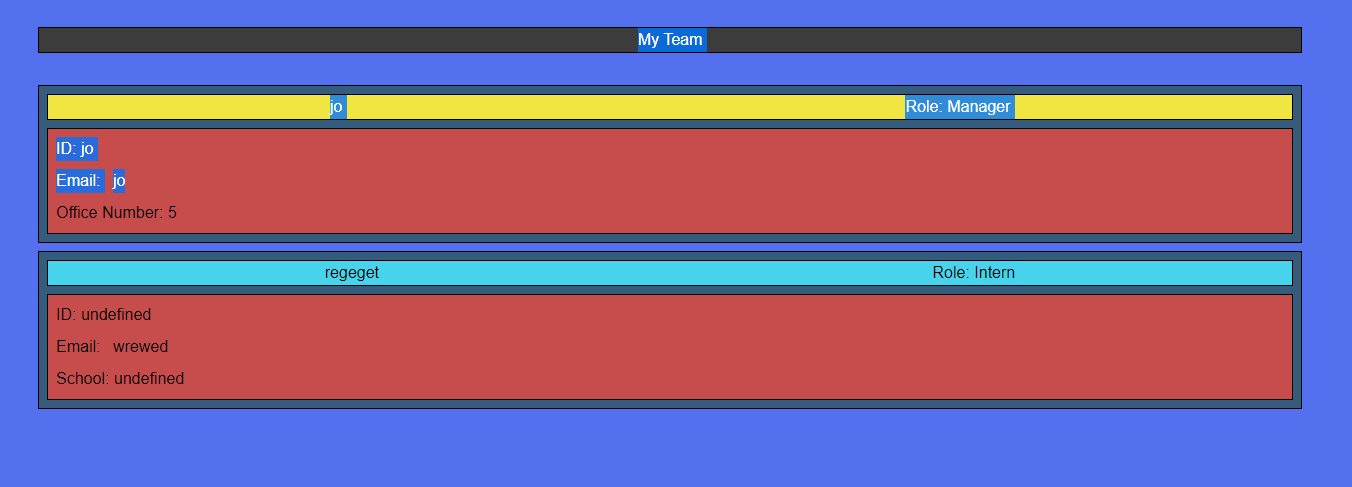 My Team
jo Role: Manager
ID: jo
Email: jo
Office Number: 5
regeget Role: Intern
ID: undefined
Email: wrewed
School: undefined